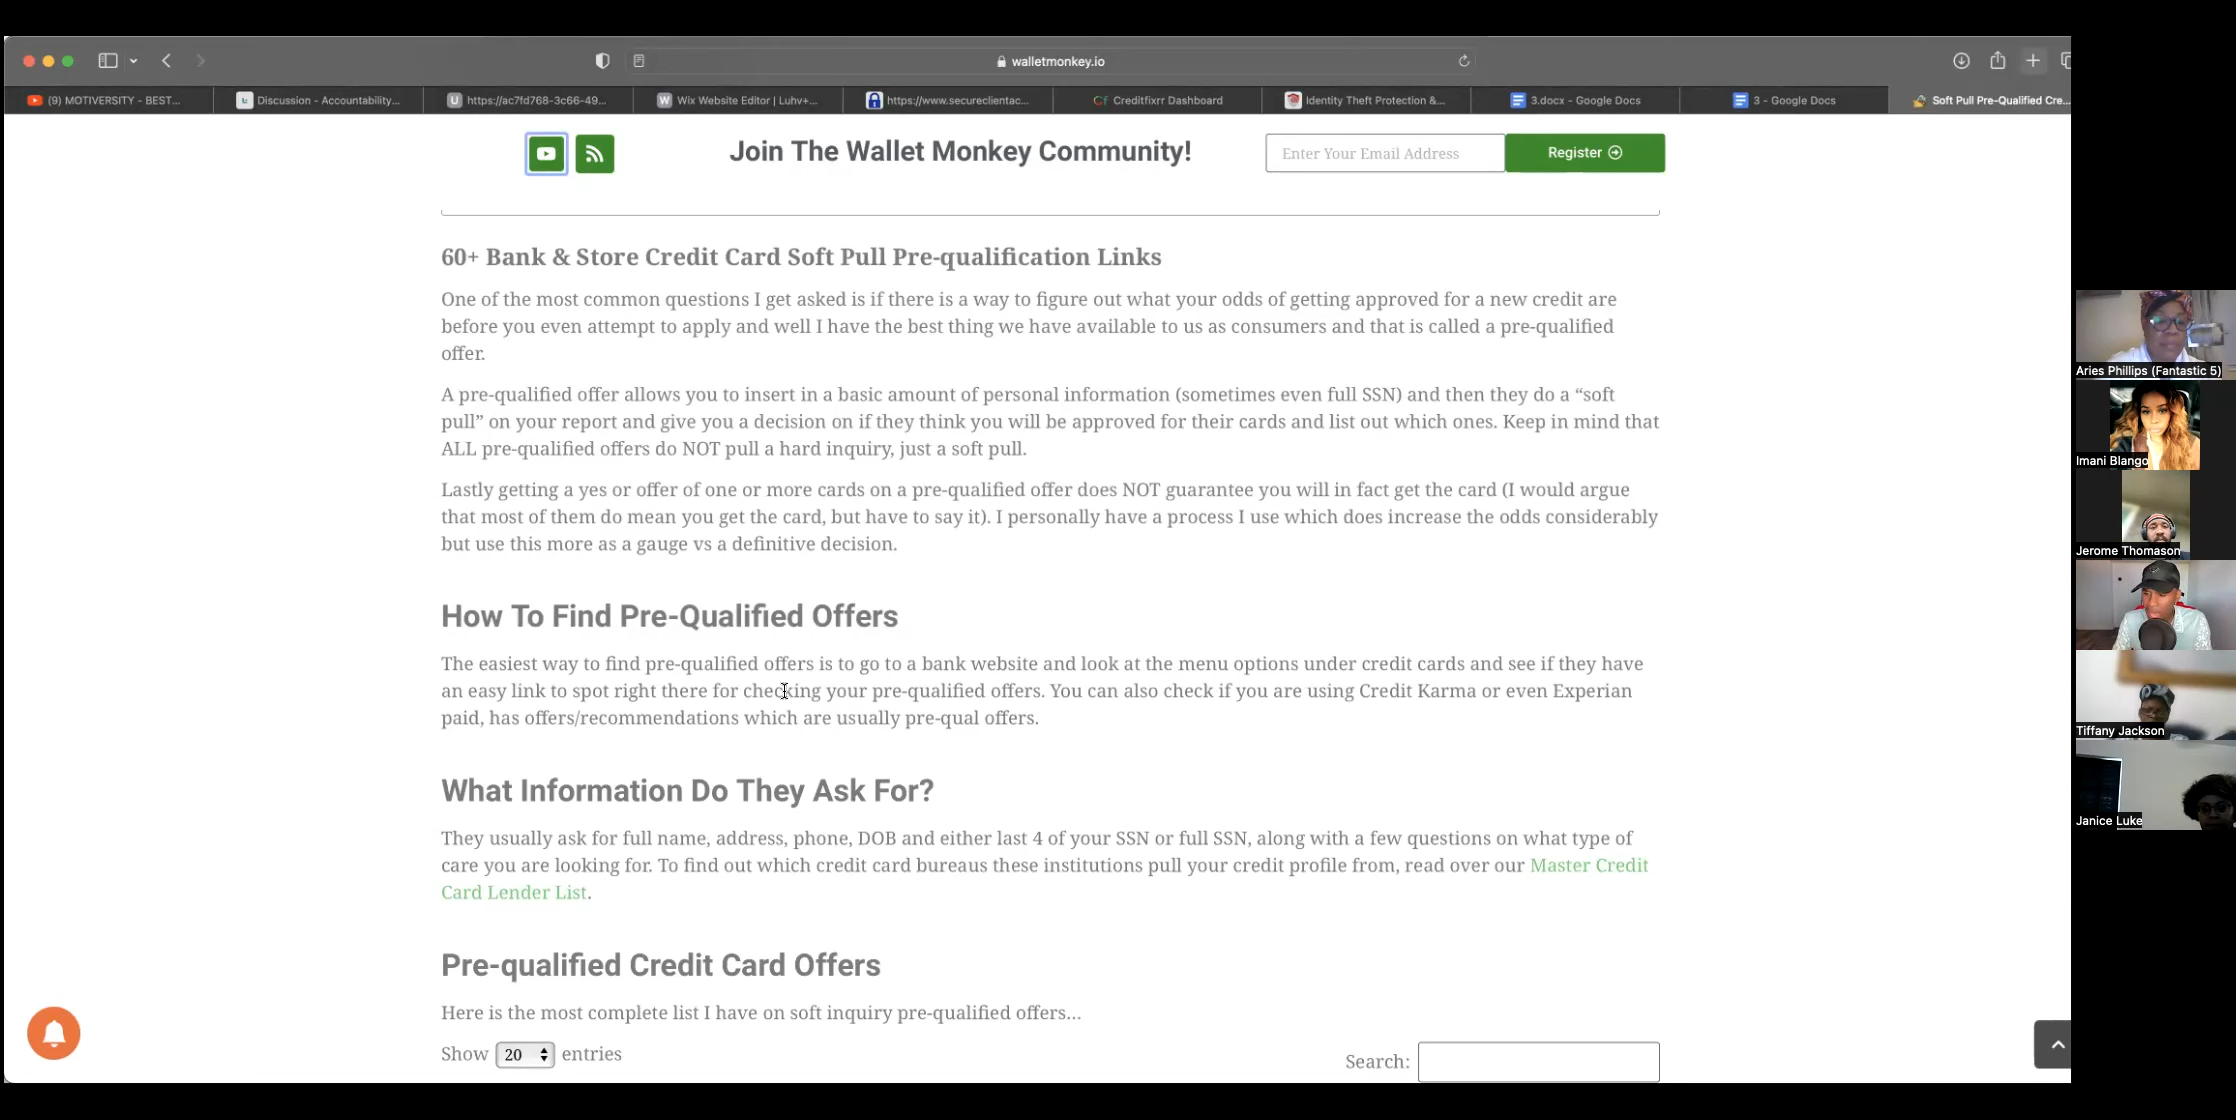 walletmonkey.io
(9) MOTIVERSITY - BEST...
Discussion - Accountability...
https://ac7fd768-3c66-49...
Wix Website Editor | Luhv+...
https://www.secureclientac...
Creditfixrr Dashboard
Identity Theft Protection &...
3.docx - Google Docs
3 - Google Docs
Soft Pull Pre-Qualified Cre...
Join The Wallet Monkey Community!
Enter Your Email Address
Register
60+ Bank & Store Credit Card Soft Pull Pre-qualification Links
One of the most common questions I get asked is if there is a way to figure out what your odds of getting approved for a new credit are
before you even attempt to apply and well I have the best thing we have available to us as consumers and that is called a pre-qualified
offer.
A pre-qualified offer allows you to insert in a basic amount of personal information (sometimes even full SSN) and then they do a “soft
pull” on your report and give you a decision on if they think you will be approved for their cards and list out which ones. Keep in mind that
ALL pre-qualified offers do NOT pull a hard inquiry, just a soft pull.
Lastly getting a yes or offer of one or more cards on a pre-qualified offer does NOT guarantee you will in fact get the card (I would argue
that most of them do mean you get the card, but have to say it). I personally have a process I use which does increase the odds considerably
but use this more as a gauge vs a definitive decision.
How To Find Pre-Qualified Offers
The easiest way to find pre-qualified offers is to go to a bank website and look at the menu options under credit cards and see if they have
an easy link to spot right there for checking your pre-qualified offers. You can also check if you are using Credit Karma or even Experian
paid, has offers/recommendations which are usually pre-qual offers.
What Information Do They Ask For?
They usually ask for full name, address, phone, DOB and either last 4 of your SSN or full SSN, along with a few questions on what type of
care you are looking for. To find out which credit card bureaus these institutions pull your credit profile from, read over our Master Credit
Card Lender List.
Pre-qualified Credit Card Offers
Here is the most complete list I have on soft inquiry pre-qualified offers...
Show 20 entries
Search:
Aries Phillips (Fantastic 5)
Imani Blango
Jerome Thomason
Tiffany Jackson
Janice Luke